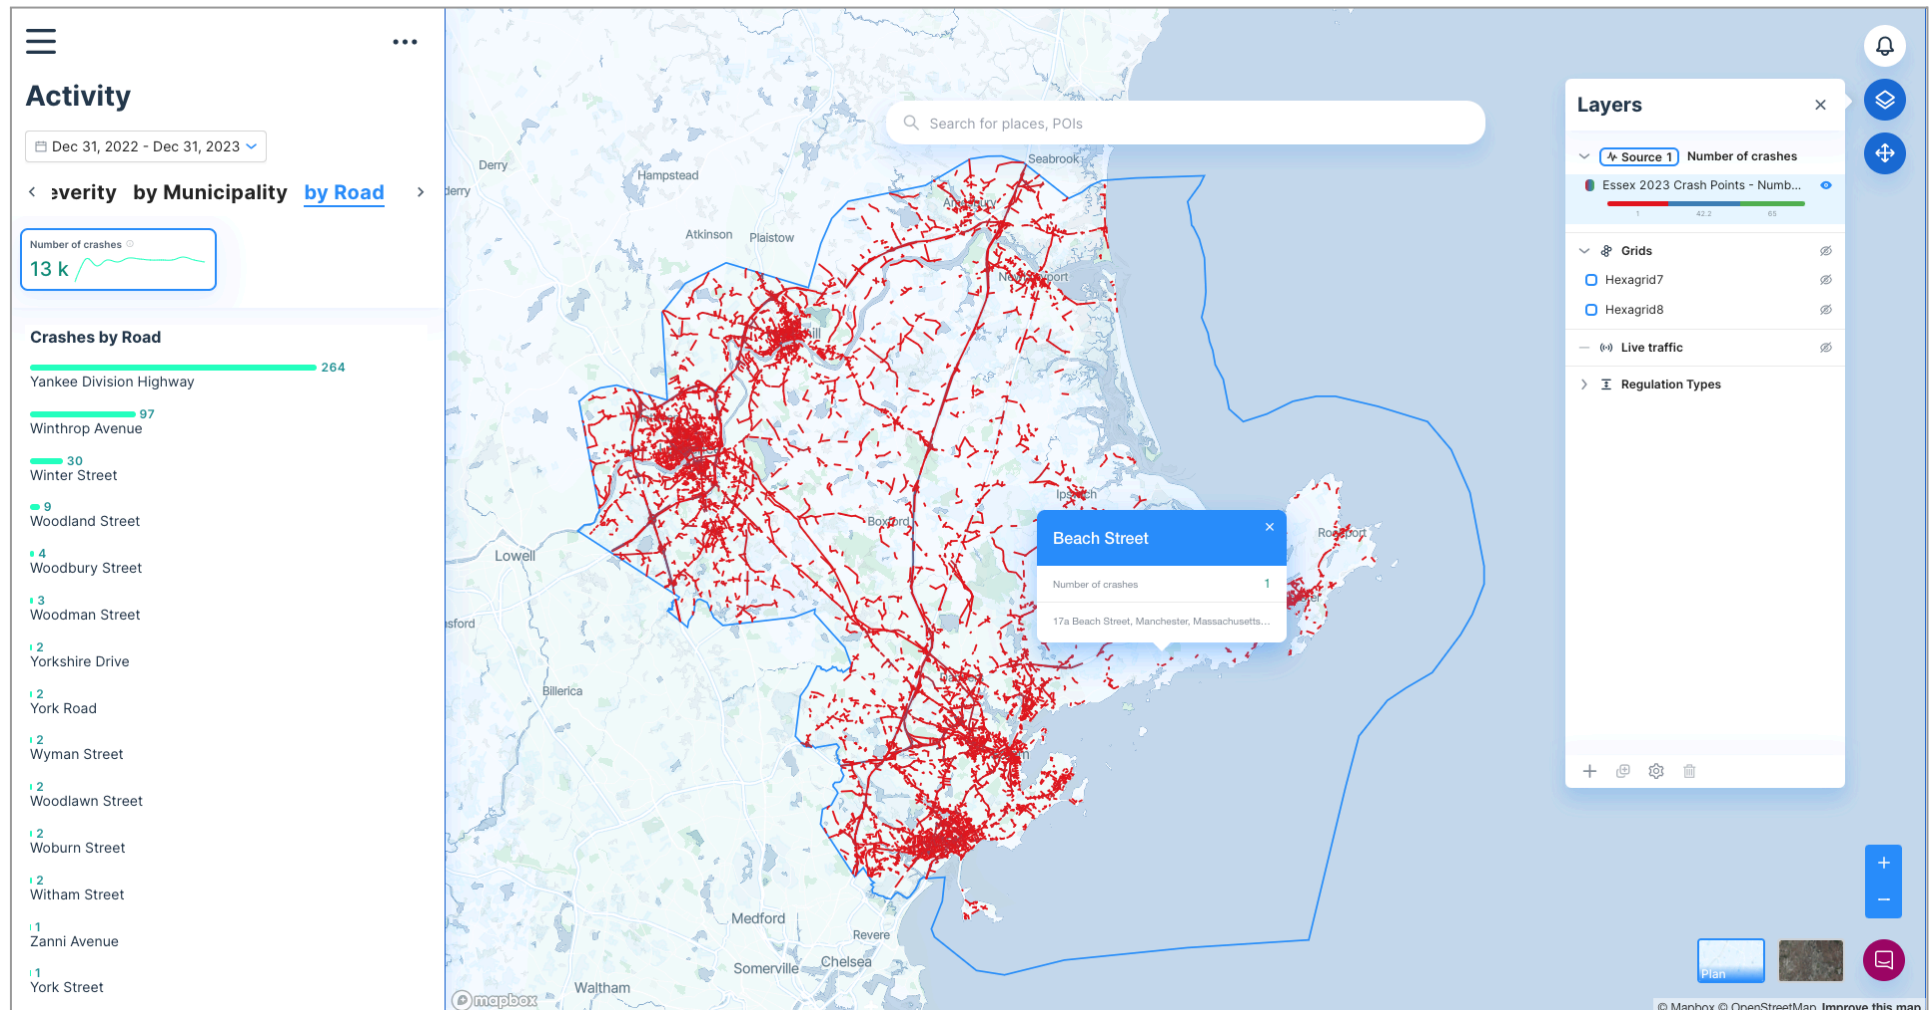 Activity
Dec 31, 2022 - Dec 31, 2023
everity by Municipality by Road
Number of crashes
13 k
Crashes by Road
264
Yankee Division Highway
97
Winthrop Avenue
30
Winter Street
9
Woodland Street
4
Woodbury Street
3
Woodman Street
2
Yorkshire Drive
2
York Road
2
Wyman Street
2
Woodlawn Street
2
Woburn Street
2
Witham Street
1
Zanni Avenue
1
York Street
Search for places, POIs
Seabrook
Derry
Hampstead
derry
Atkinson
Plaistow
Ipswich
Boxford
Lowell
sford
Billerica
Medford
Revere
Chelsea
Somerville
Waltham
mapbox
Beach Street
Number of crashes 1
17a Beach Street, Manchester, Massachusetts...
Layers
Source 1 Number of crashes
Essex 2023 Crash Points - Numb...
1 42.2 65
Grids
Hexagrid7
Hexagrid8
Live traffic
Regulation Types
Plan
© Mapbox © OpenStreetMap Improve this map